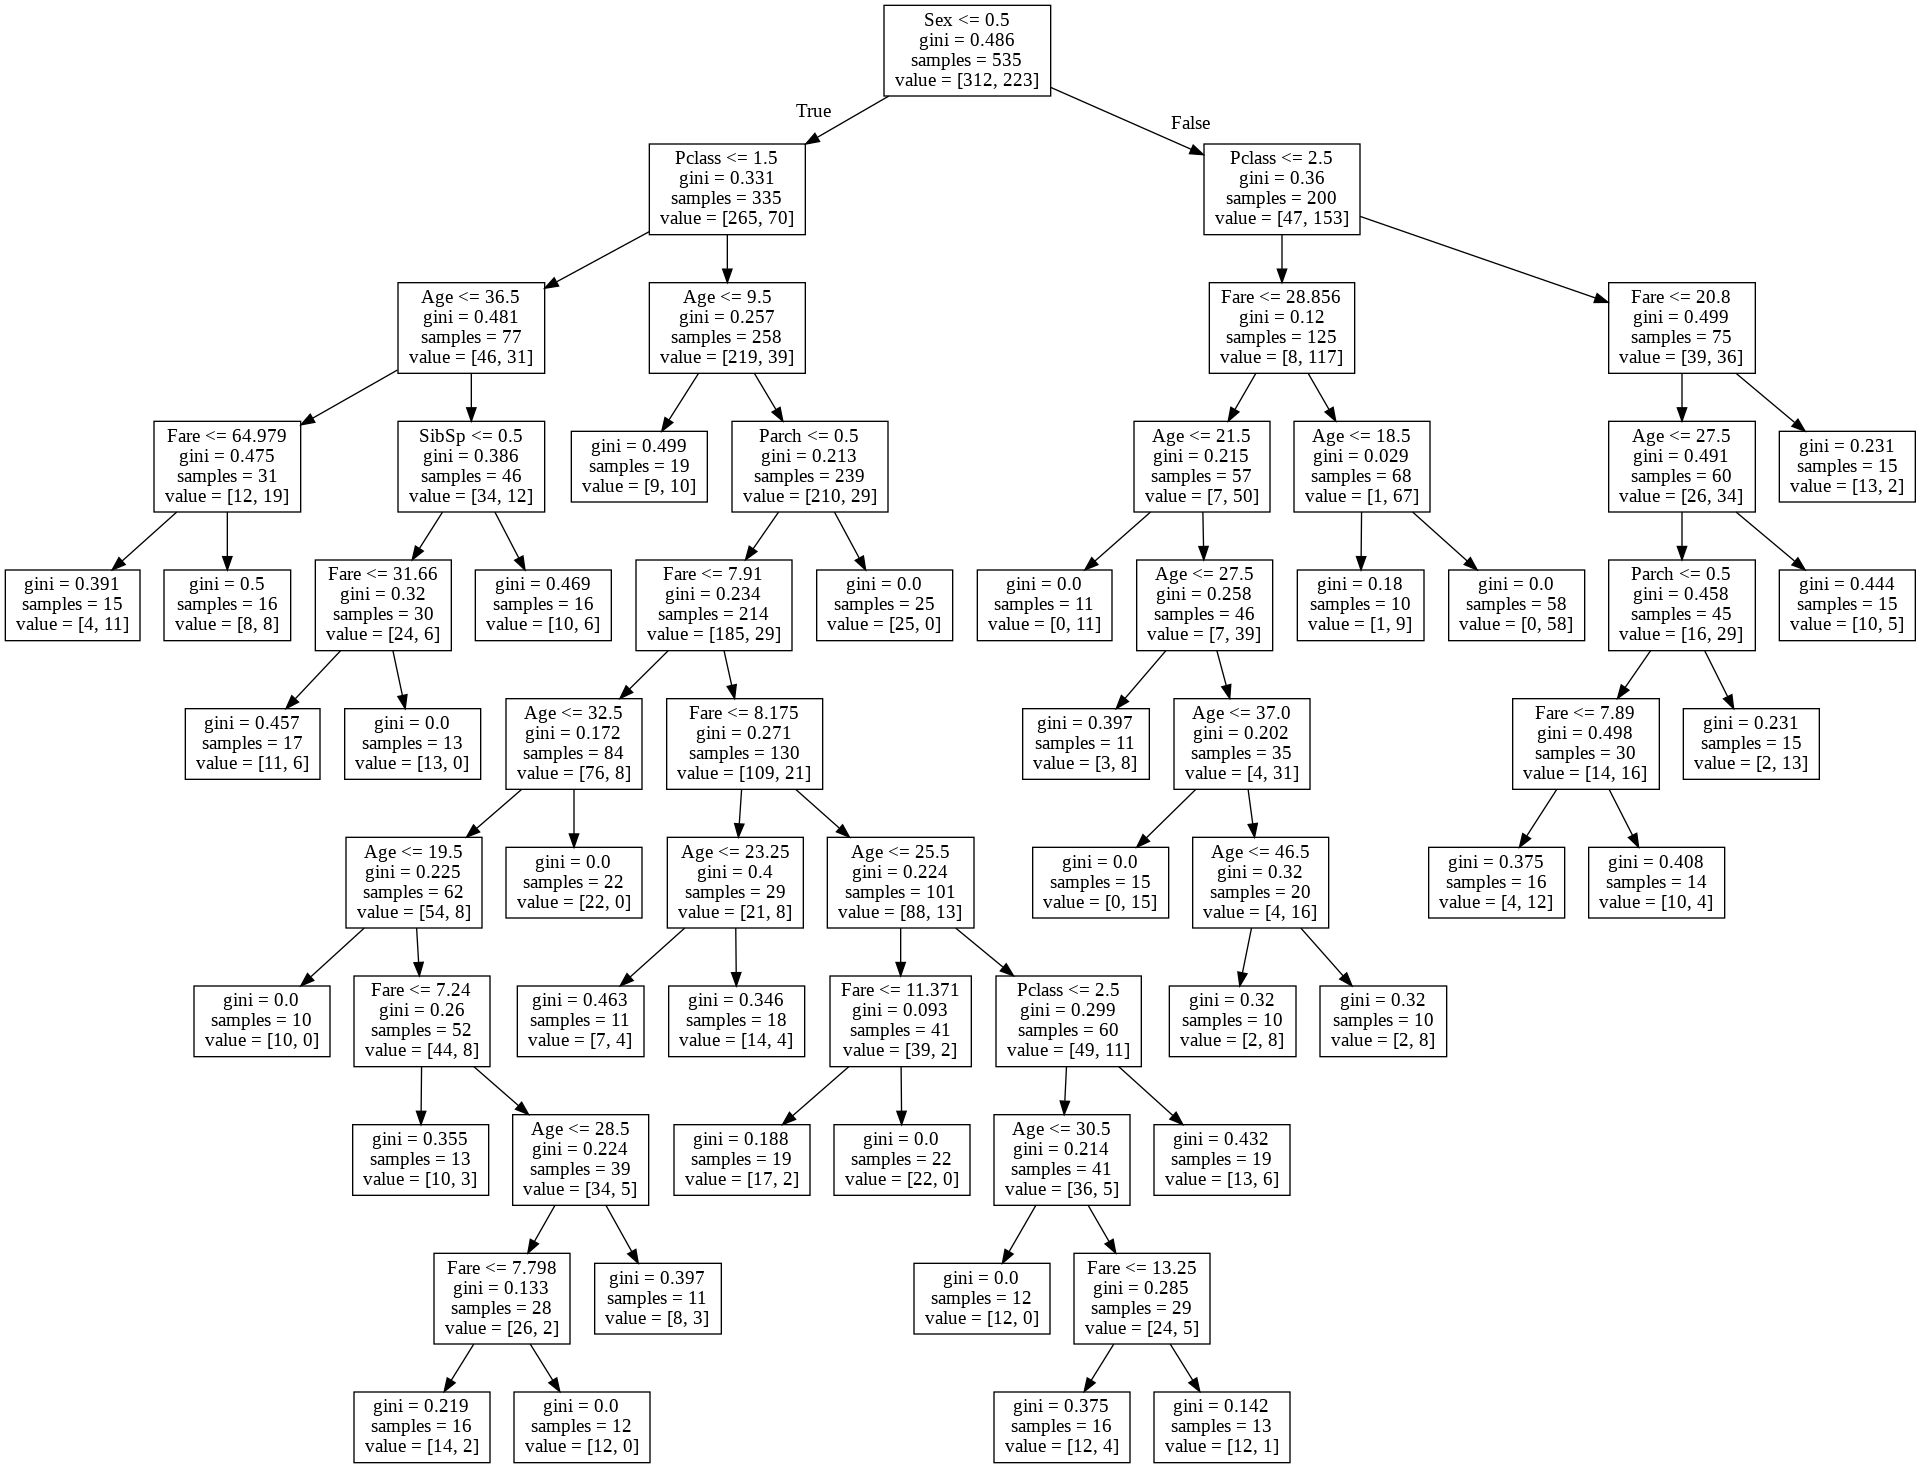 Sex <= 0.5
gini = 0.486
samples = 535
value = [312, 223]
True
False
Pclass <= 1.5
gini = 0.331
samples = 335
value = [265, 70]
Pclass <= 2.5
gini = 0.36
samples = 200
value = [47, 153]
Age <= 36.5
gini = 0.481
samples = 77
value = [46, 31]
Age <= 9.5
gini = 0.257
samples = 258
value = [219, 39]
Fare <= 28.856
gini = 0.12
samples = 125
value = [8, 117]
Fare <= 20.8
gini = 0.499
samples = 75
value = [39, 36]
Fare <= 64.979
gini = 0.475
samples = 31
value = [12, 19]
SibSp <= 0.5
gini = 0.386
samples = 46
value = [34, 12]
gini = 0.499
samples = 19
value = [9, 10]
Parch <= 0.5
gini = 0.213
samples = 239
value = [210, 29]
Age <= 21.5
gini = 0.215
samples = 57
value = [7, 50]
Age <= 18.5
gini = 0.029
samples = 68
value = [1, 67]
Age <= 27.5
gini = 0.491
samples = 60
value = [26, 34]
gini = 0.231
samples = 15
value = [13, 2]
gini = 0.391
samples = 15
value = [4, 11]
gini = 0.5
samples = 16
value = [8, 8]
Fare <= 31.66
gini = 0.32
samples = 30
value = [24, 6]
gini = 0.469
samples = 16
value = [10, 6]
Fare <= 7.91
gini = 0.234
samples = 214
value = [185, 29]
gini = 0.0
samples = 25
value = [25, 0]
gini = 0.0
samples = 11
value = [0, 11]
Age <= 27.5
gini = 0.258
samples = 46
value = [7, 39]
gini = 0.18
samples = 10
value = [1, 9]
gini = 0.0
samples = 58
value = [0, 58]
Parch <= 0.5
gini = 0.458
samples = 45
value = [16, 29]
gini = 0.444
samples = 15
value = [10, 5]
gini = 0.457
samples = 17
value = [11, 6]
gini = 0.0
samples = 13
value = [13, 0]
Age <= 32.5
gini = 0.172
samples = 84
value = [76, 8]
Fare <= 8.175
gini = 0.271
samples = 130
value = [109, 21]
gini = 0.397
samples = 11
value = [3, 8]
Age <= 37.0
gini = 0.202
samples = 35
value = [4, 31]
Fare <= 7.89
gini = 0.498
samples = 30
value = [14, 16]
gini = 0.231
samples = 15
value = [2, 13]
Age <= 19.5
gini = 0.225
samples = 62
value = [54, 8]
gini = 0.0
samples = 22
value = [22, 0]
Age <= 23.25
gini = 0.4
samples = 29
value = [21, 8]
Age <= 25.5
gini = 0.224
samples = 101
value = [88, 13]
gini = 0.0
samples = 15
value = [0, 15]
Age <= 46.5
gini = 0.32
samples = 20
value = [4, 16]
gini = 0.375
samples = 16
value = [4, 12]
gini = 0.408
samples = 14
value = [10, 4]
gini = 0.0
samples = 10
value = [10, 0]
Fare <= 7.24
gini = 0.26
samples = 52
value = [44, 8]
gini = 0.463
samples = 11
value = [7, 4]
gini = 0.346
samples = 18
value = [14, 4]
Fare <= 11.371
gini = 0.093
samples = 41
value = [39, 2]
Pclass <= 2.5
gini = 0.299
samples = 60
value = [49, 11]
gini = 0.32
samples = 10
value = [2, 8]
gini = 0.32
samples = 10
value = [2, 8]
gini = 0.355
samples = 13
value = [10, 3]
Age <= 28.5
gini = 0.224
samples = 39
value = [34, 5]
gini = 0.188
samples = 19
value = [17, 2]
gini = 0.0
samples = 22
value = [22, 0]
Age <= 30.5
gini = 0.214
samples = 41
value = [36, 5]
gini = 0.432
samples = 19
value = [13, 6]
Fare <= 7.798
gini = 0.133
samples = 28
value = [26, 2]
gini = 0.397
samples = 11
value = [8, 3]
gini = 0.0
samples = 12
value = [12, 0]
Fare <= 13.25
gini = 0.285
samples = 29
value = [24, 5]
gini = 0.219
samples = 16
value = [14, 2]
gini = 0.0
samples = 12
value = [12, 0]
gini = 0.375
samples = 16
value = [12, 4]
gini = 0.142
samples = 13
value = [12, 1]